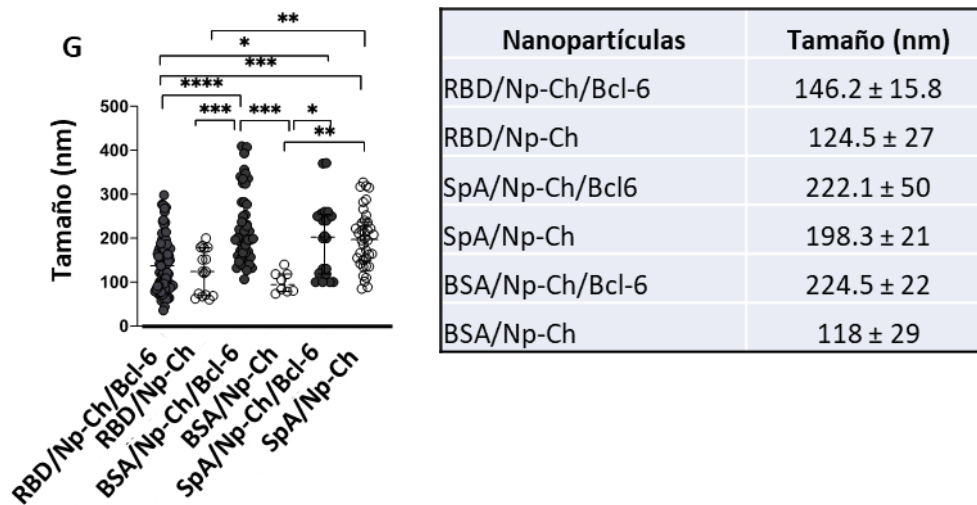 G
**
*
***
****
***
***
*
**
Tamaño (nm)
500
400
300
200
100
0
RBD/Np-Ch/Bcl-6
RBD/Np-Ch
BSA/Np-Ch/Bcl-6
BSA/Np-Ch
SpA/Np-Ch/Bcl-6
SpA/Np-Ch
Nanopartículas Tamaño (nm)
RBD/Np-Ch/Bcl-6 146.2 ± 15.8
RBD/Np-Ch 124.5 ± 27
SpA/Np-Ch/Bcl6 222.1 ± 50
SpA/Np-Ch 198.3 ± 21
BSA/Np-Ch/Bcl-6 224.5 ± 22
BSA/Np-Ch 118 ± 29